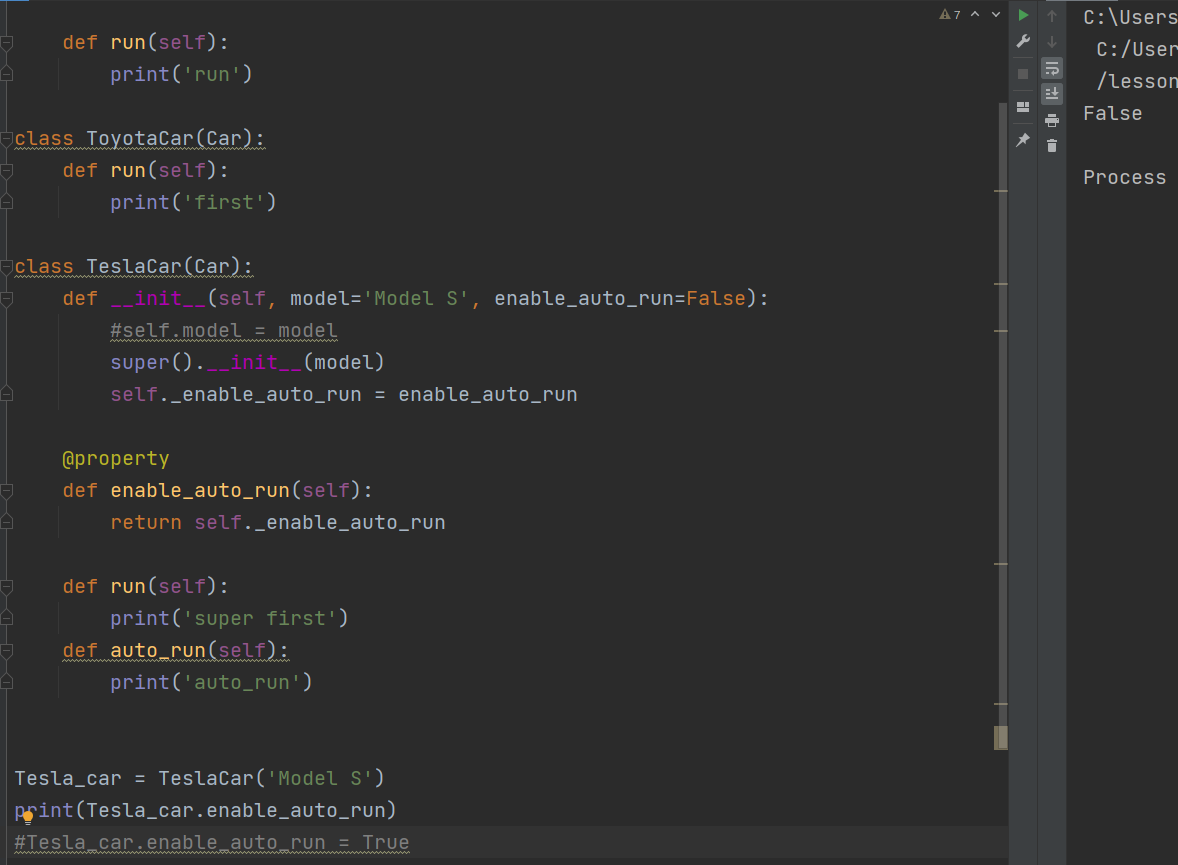 7
def run(self):
print('run')
class ToyotaCar(Car):
def run(self):
print('first')
class TeslaCar(Car):
def __init__(self, model='Model S', enable_auto_run=False):
#self.model = model
super().__init__(model)
self._enable_auto_run = enable_auto_run
@property
def enable_auto_run(self):
return self._enable_auto_run
def run(self):
print('super first')
def auto_run(self):
print('auto_run')
Tesla_car = TeslaCar('Model S')
print(Tesla_car.enable_auto_run)
#Tesla_car.enable_auto_run = True
C:\Users
C:/User
/lesson
False
Process